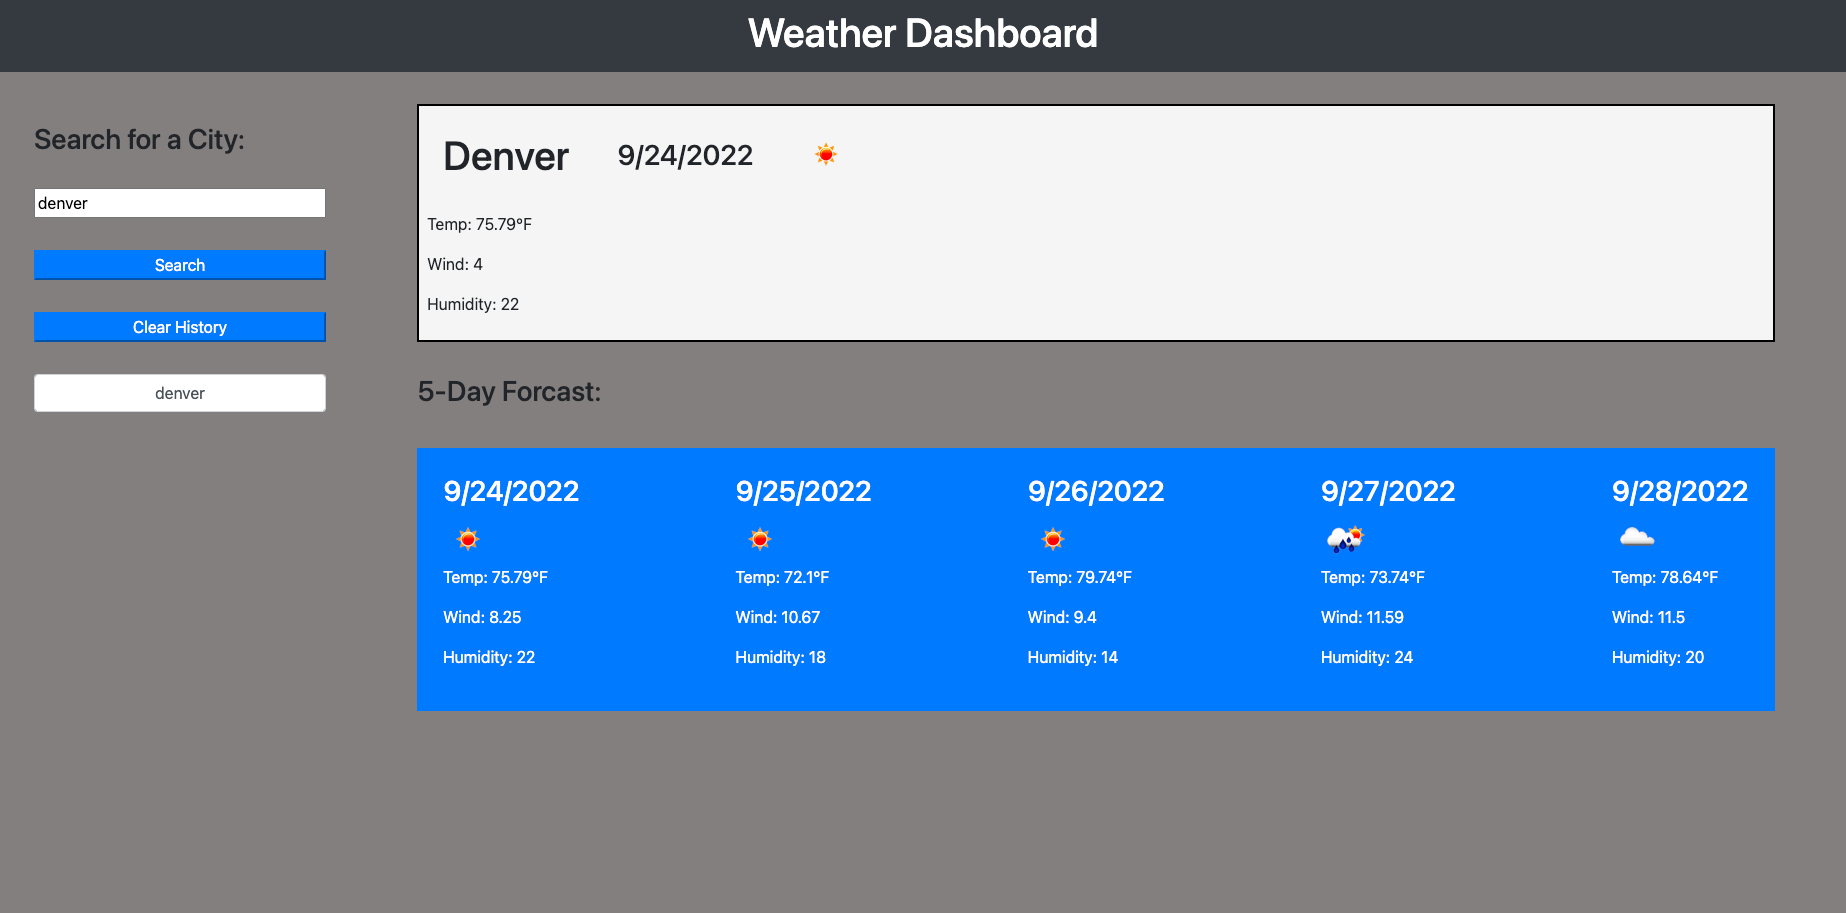 Weather Dashboard
Search for a City:
denver
Search
Clear History
denver
Denver 9/24/2022
Temp: 75.79°F
Wind: 4
Humidity: 22
5-Day Forcast:
9/24/2022 9/25/2022 9/26/2022 9/27/2022 9/28/2022
Temp: 75.79°F Temp: 72.1°F Temp: 79.74°F Temp: 73.74°F Temp: 78.64°F
Wind: 8.25 Wind: 10.67 Wind: 9.4 Wind: 11.59 Wind: 11.5
Humidity: 22 Humidity: 18 Humidity: 14 Humidity: 24 Humidity: 20